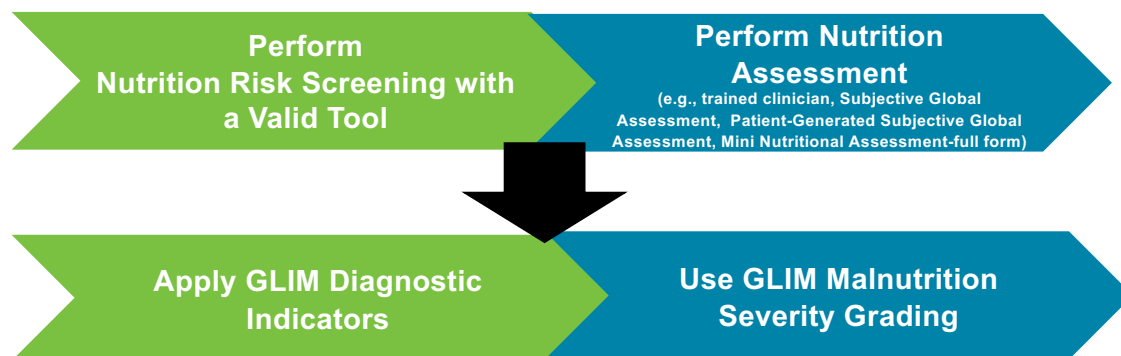 Perform
Nutrition Risk Screening with
a Valid Tool
Perform Nutrition
Assessment
(e.g., trained clinician, Subjective Global
Assessment, Patient-Generated Subjective Global
Assessment, Mini Nutritional Assessment-full form)
Apply GLIM Diagnostic
Indicators
Use GLIM Malnutrition
Severity Grading